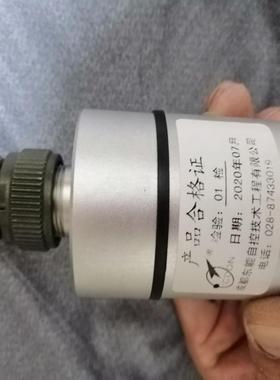 产品合格证
检验：01 检
日期：2020年07月
成都东能自控技术工程有限公司
电话：028-87433019